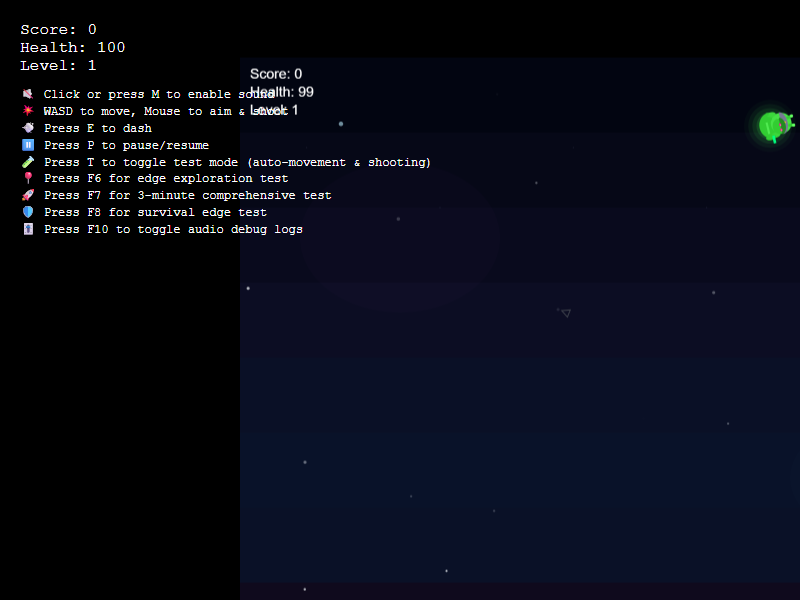 Score: 0
Health: 100
Level: 1
Score: 0
Health: 99
Level: 1
Click or press M to enable sound
WASD to move, Mouse to aim & shoot
Press E to dash
Press P to pause/resume
Press T to toggle test mode (auto-movement & shooting)
Press F6 for edge exploration test
Press F7 for 3-minute comprehensive test
Press F8 for survival edge test
Press F10 to toggle audio debug logs